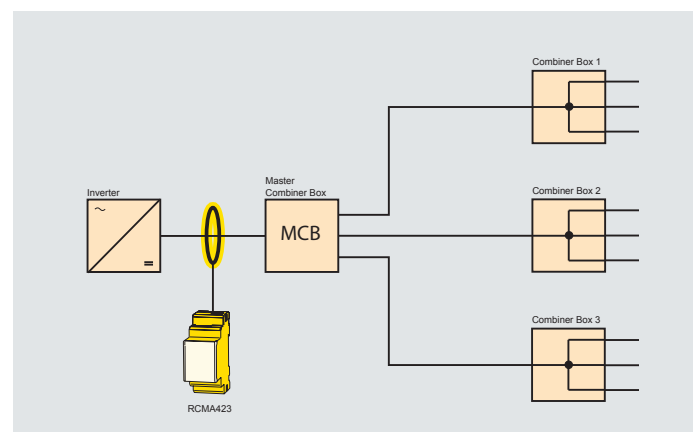 Combiner Box 1
Master
Combiner Box
Inverter
Combiner Box 2
MCB
Combiner Box 3
RCMA423